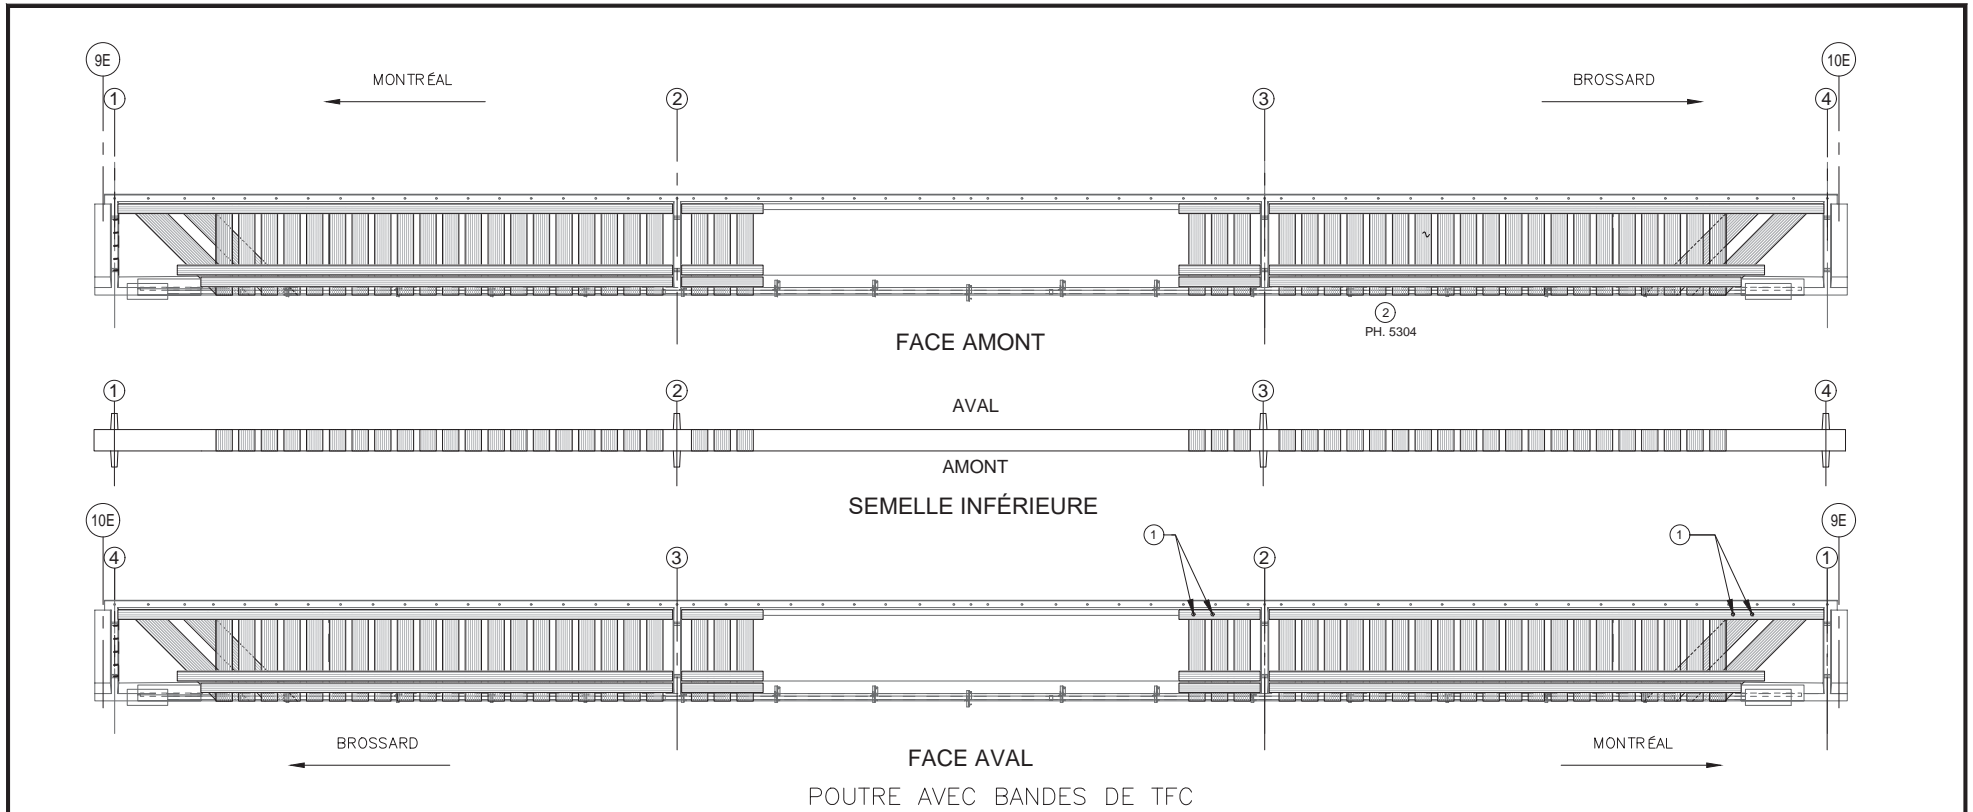 9E
10E
MONTRÉAL
BROSSARD
1
2
3
4
2
PH. 5304
FACE AMONT
1
2
3
4
AVAL
AMONT
SEMELLE INFÉRIEURE
10E
9E
1
1
4
3
2
1
BROSSARD
MONTRÉAL
FACE AVAL
POUTRE AVEC BANDES DE TFC